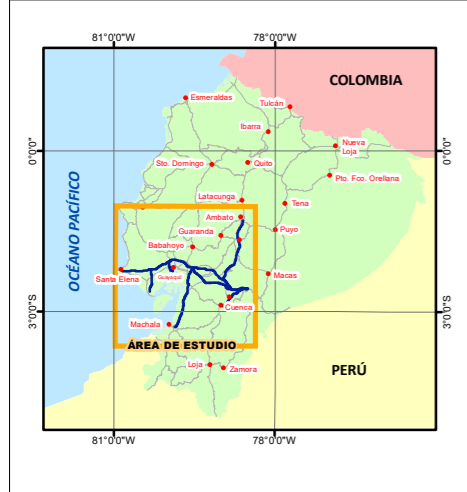 81°0'0"W
78°0'0"W
COLOMBIA
Esmeraldas
Tulcán
Ibarra
0°0'0"
0°0'0"
Nueva
Loja
Sto. Domingo
Quito
Pto. Fco. Orellana
OCÉANO PACÍFICO
Latacunga
Tena
Ambato
Guaranda
Puyo
Babahoyo
Santa Elena
Guayaquil
Macas
Cuenca
3°0'0"S
3°0'0"S
Machala
ÁREA DE ESTUDIO
Loja
Zamora
PERÚ
81°0'0"W
78°0'0"W